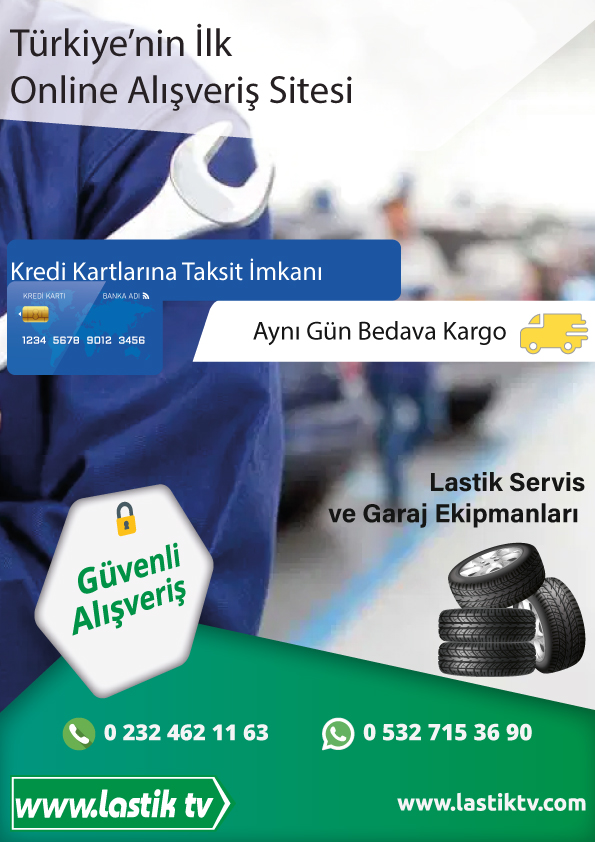 Türkiye’nin İlk
Online Alışveriş Sitesi
Kredi Kartlarına Taksit İmkanı
KREDİ KARTI BANKA ADI
1234 5678 9012 3456
Aynı Gün Bedava Kargo
Lastik Servis
ve Garaj Ekipmanları
Güvenli
Alışveriş
0 232 462 11 63
0 532 715 36 90
www.lastik tv
www.lastiktv.com